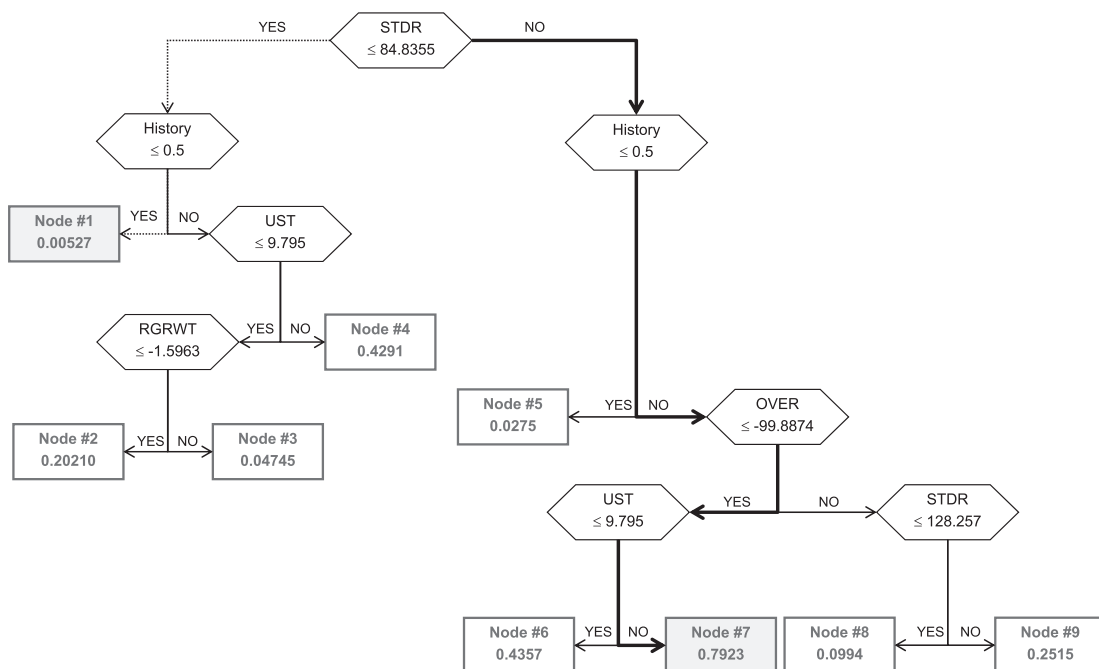 YES
STDR
≤ 84.8355
NO
History
≤ 0.5
History
≤ 0.5
Node #1
0.00527
YES
NO
UST
≤ 9.795
RGRWT
≤ -1.5963
YES
NO
Node #4
0.4291
Node #2
0.20210
YES
NO
Node #3
0.04745
Node #5
0.0275
YES
NO
OVER
≤ -99.8874
UST
≤ 9.795
YES
NO
STDR
≤ 128.257
Node #6
0.4357
YES
NO
Node #7
0.7923
Node #8
0.0994
YES
NO
Node #9
0.2515